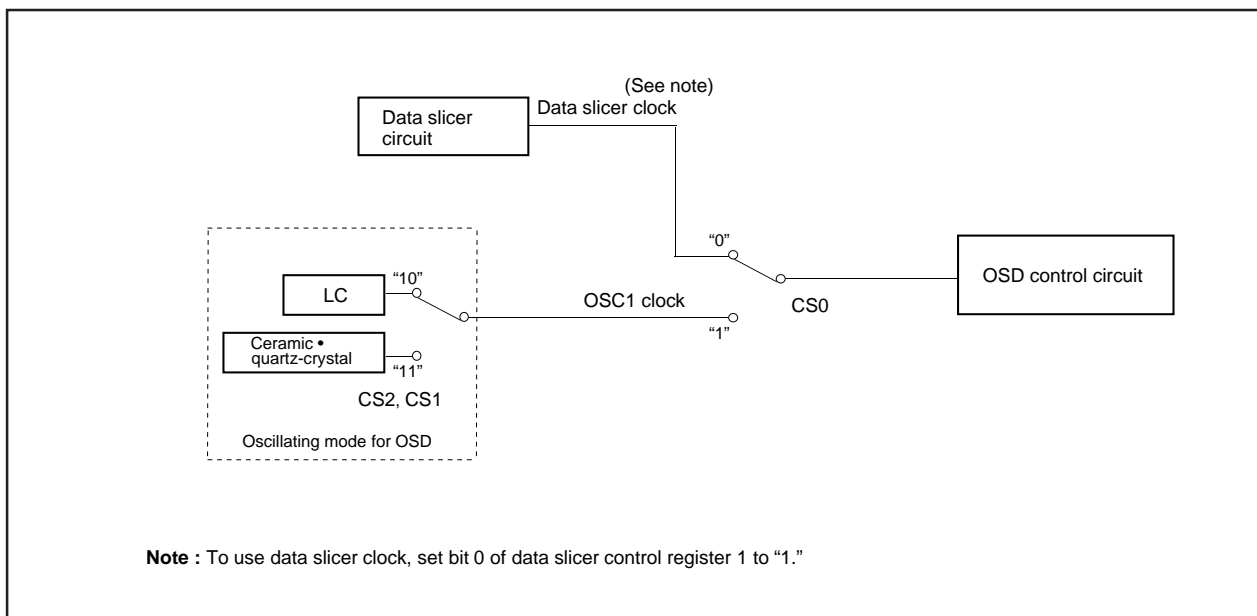 (See note)
Data slicer clock
Data slicer
circuit
“0”
OSD control circuit
“10”
LC
OSC1 clock
CS0
“1”
Ceramic •
quartz-crystal
“11”
CS2, CS1
Oscillating mode for OSD
Note : To use data slicer clock, set bit 0 of data slicer control register 1 to “1.”